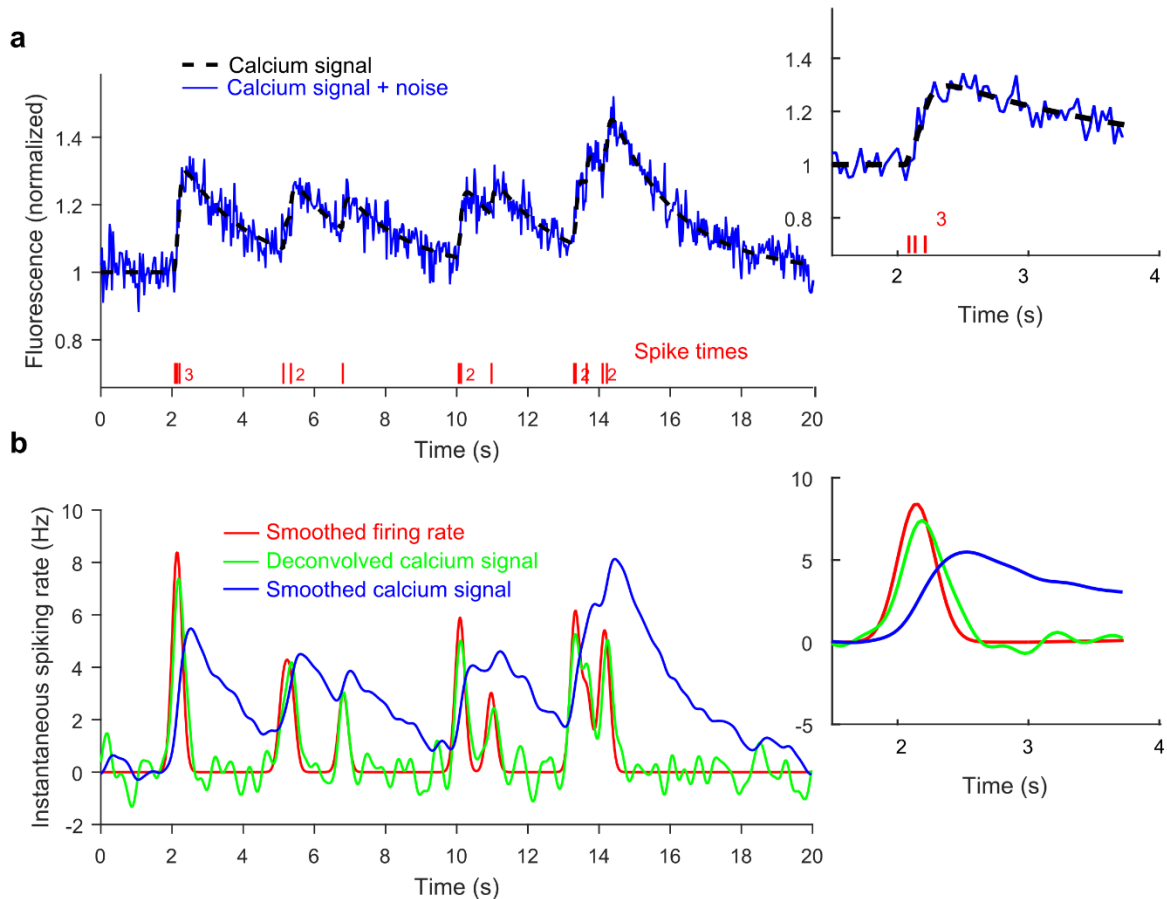 a
Calcium signal
Calcium signal + noise
Fluorescence (normalized)
1.4
1.2
1
0.8
3
2
2
2
2
Spike times
0 2 4 6 8 10 12 14 16 18 20
Time (s)
1.4
1.2
1
0.8
3
2 3 4
Time (s)
b
Smoothed firing rate
Deconvolved calcium signal
Smoothed calcium signal
Instantaneous spiking rate (Hz)
10
8
6
4
2
0
-2
0 2 4 6 8 10 12 14 16 18 20
Time (s)
10
5
0
-5
2 3 4
Time (s)